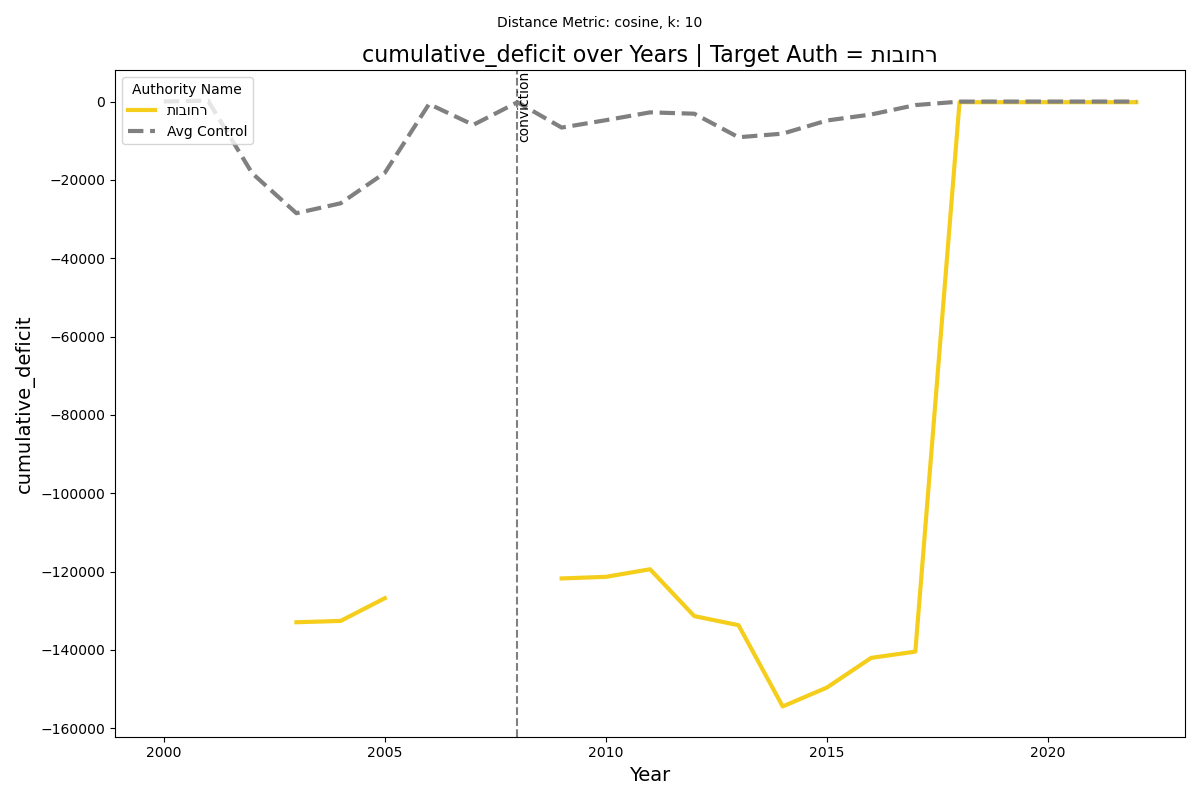 Distance Metric: cosine, k: 10
cumulative_deficit over Years | Target Auth = רחובות
Authority Name
רחובות
Avg Control
conviction
0
−20000
−40000
−60000
−80000
−100000
−120000
−140000
−160000
cumulative_deficit
2000 2005 2010 2015 2020
Year